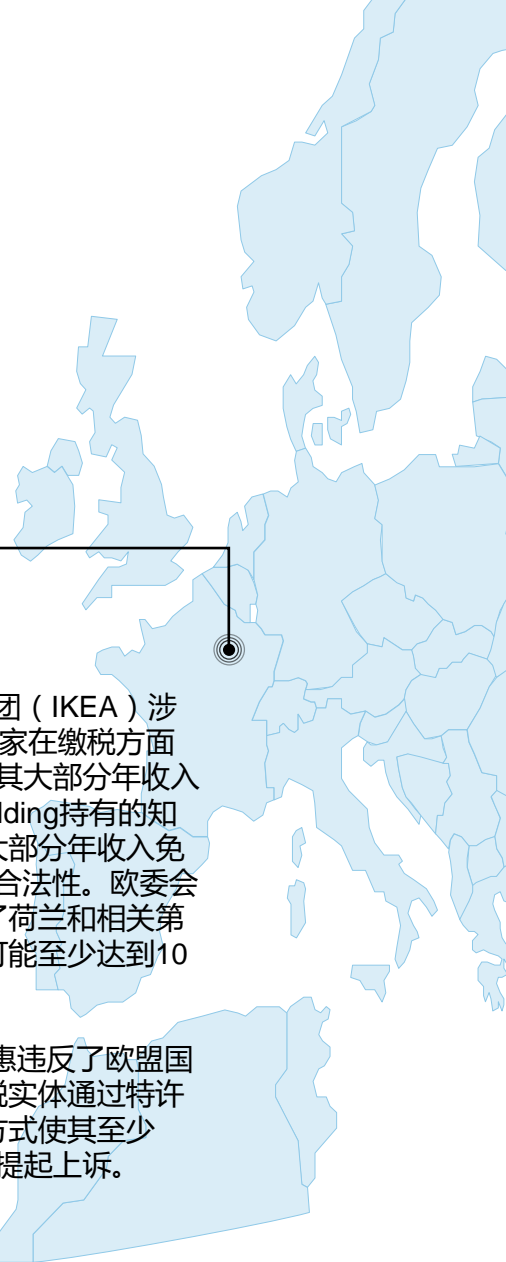 团（IKEA）涉
家在缴税方面
其大部分年收入
lding持有的知
大部分年收入免
合法性。欧委会
了荷兰和相关第
可能至少达到10
惠违反了欧盟国
税实体通过特许
方式使其至少
提起上诉。